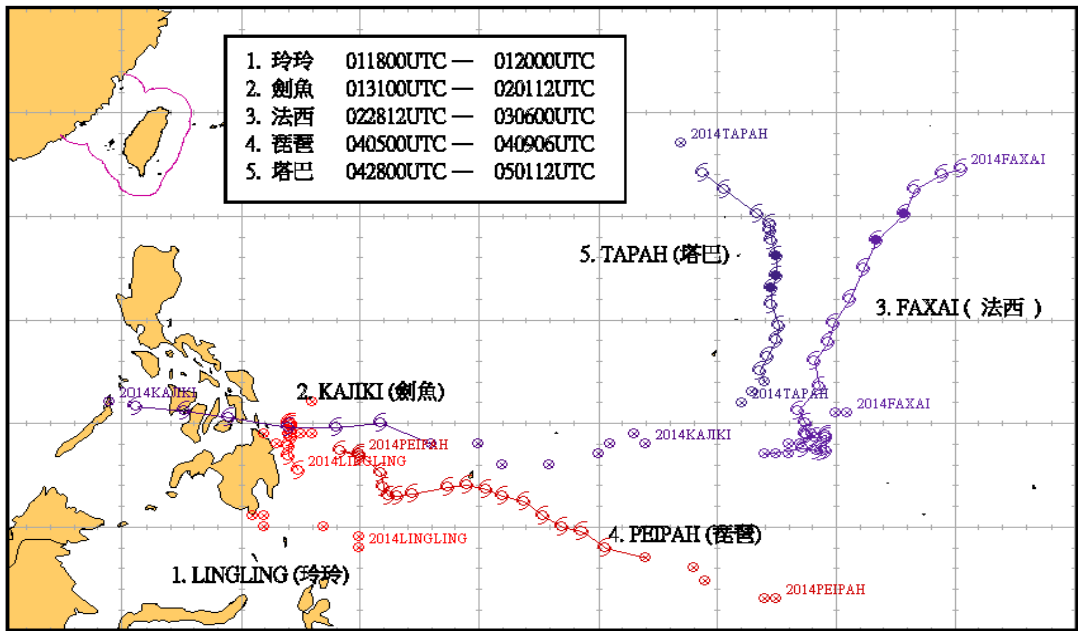 1. 玲玲 011800UTC — 012000UTC
2. 劍魚 013100UTC — 020112UTC
3. 法西 022812UTC — 030600UTC
4. 琵琶 040500UTC — 040906UTC
5. 塔巴 042800UTC — 050112UTC
2014TAPAH
2014FAXAI
5. TAPAH (塔巴)
3. FAXAI ( 法西 )
2. KAJIKI (劍魚)
2014KAJIKI
2014TAPAH
2014FAXAI
2014PEIPAH
2014KAJIKI
2014LINGLING
4. PEIPAH (琵琶)
2014LINGLING
1. LINGLING (玲玲)
2014PEIPAH